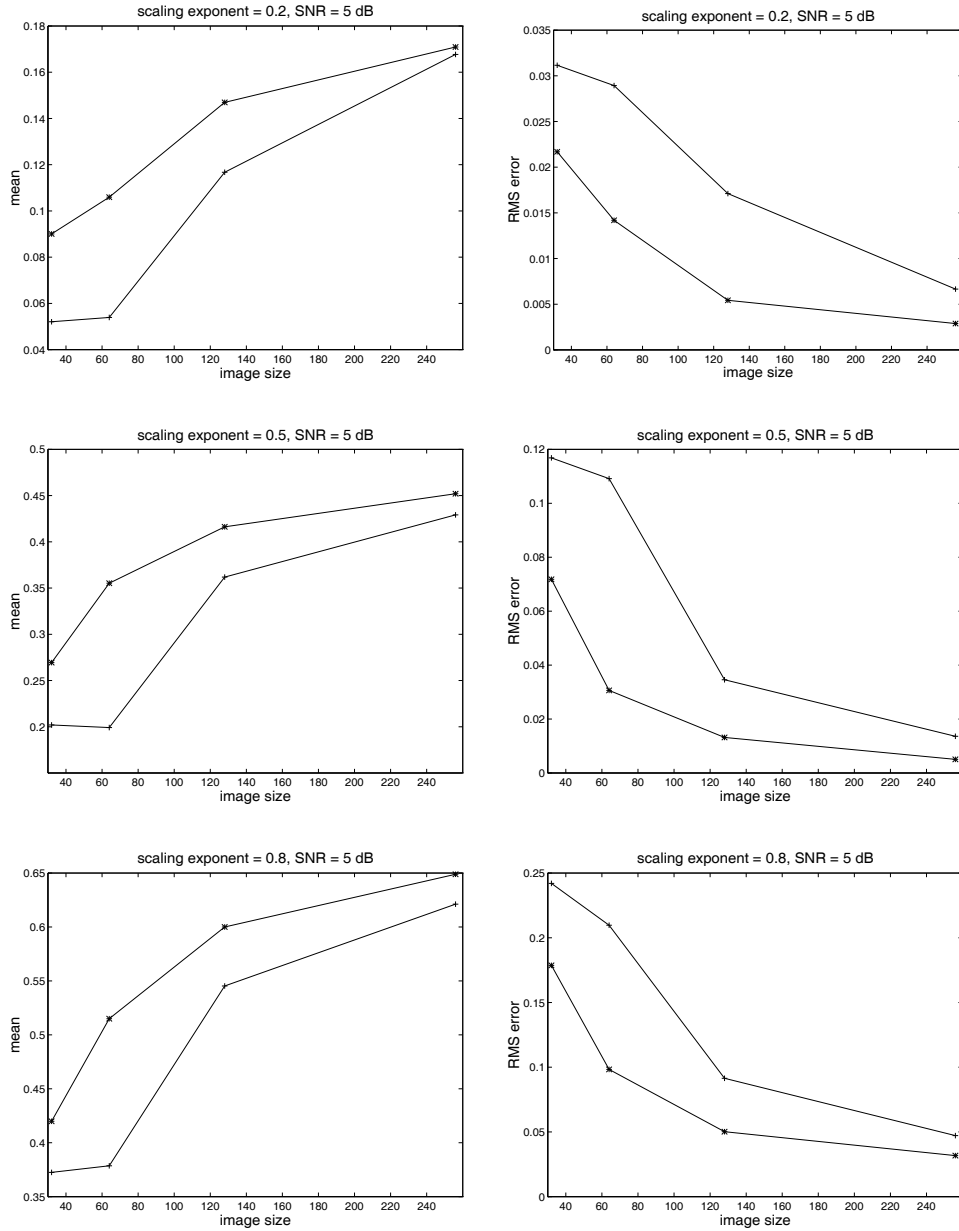 scaling exponent = 0.2, SNR = 5 dB
0.18
0.16
0.14
0.12
0.1
0.08
0.06
0.04
mean
40 60 80 100 120 140 160 180 200 220 240
image size
scaling exponent = 0.2, SNR = 5 dB
0.035
0.03
0.025
0.02
0.015
0.01
0.005
0
RMS error
40 60 80 100 120 140 160 180 200 220 240
image size
scaling exponent = 0.5, SNR = 5 dB
0.5
0.45
0.4
0.35
0.3
0.25
0.2
mean
40 60 80 100 120 140 160 180 200 220 240
image size
scaling exponent = 0.5, SNR = 5 dB
0.12
0.1
0.08
0.06
0.04
0.02
0
RMS error
40 60 80 100 120 140 160 180 200 220 240
image size
scaling exponent = 0.8, SNR = 5 dB
0.65
0.6
0.55
0.5
0.45
0.4
0.35
mean
40 60 80 100 120 140 160 180 200 220 240
image size
scaling exponent = 0.8, SNR = 5 dB
0.25
0.2
0.15
0.1
0.05
0
RMS error
40 60 80 100 120 140 160 180 200 220 240
image size